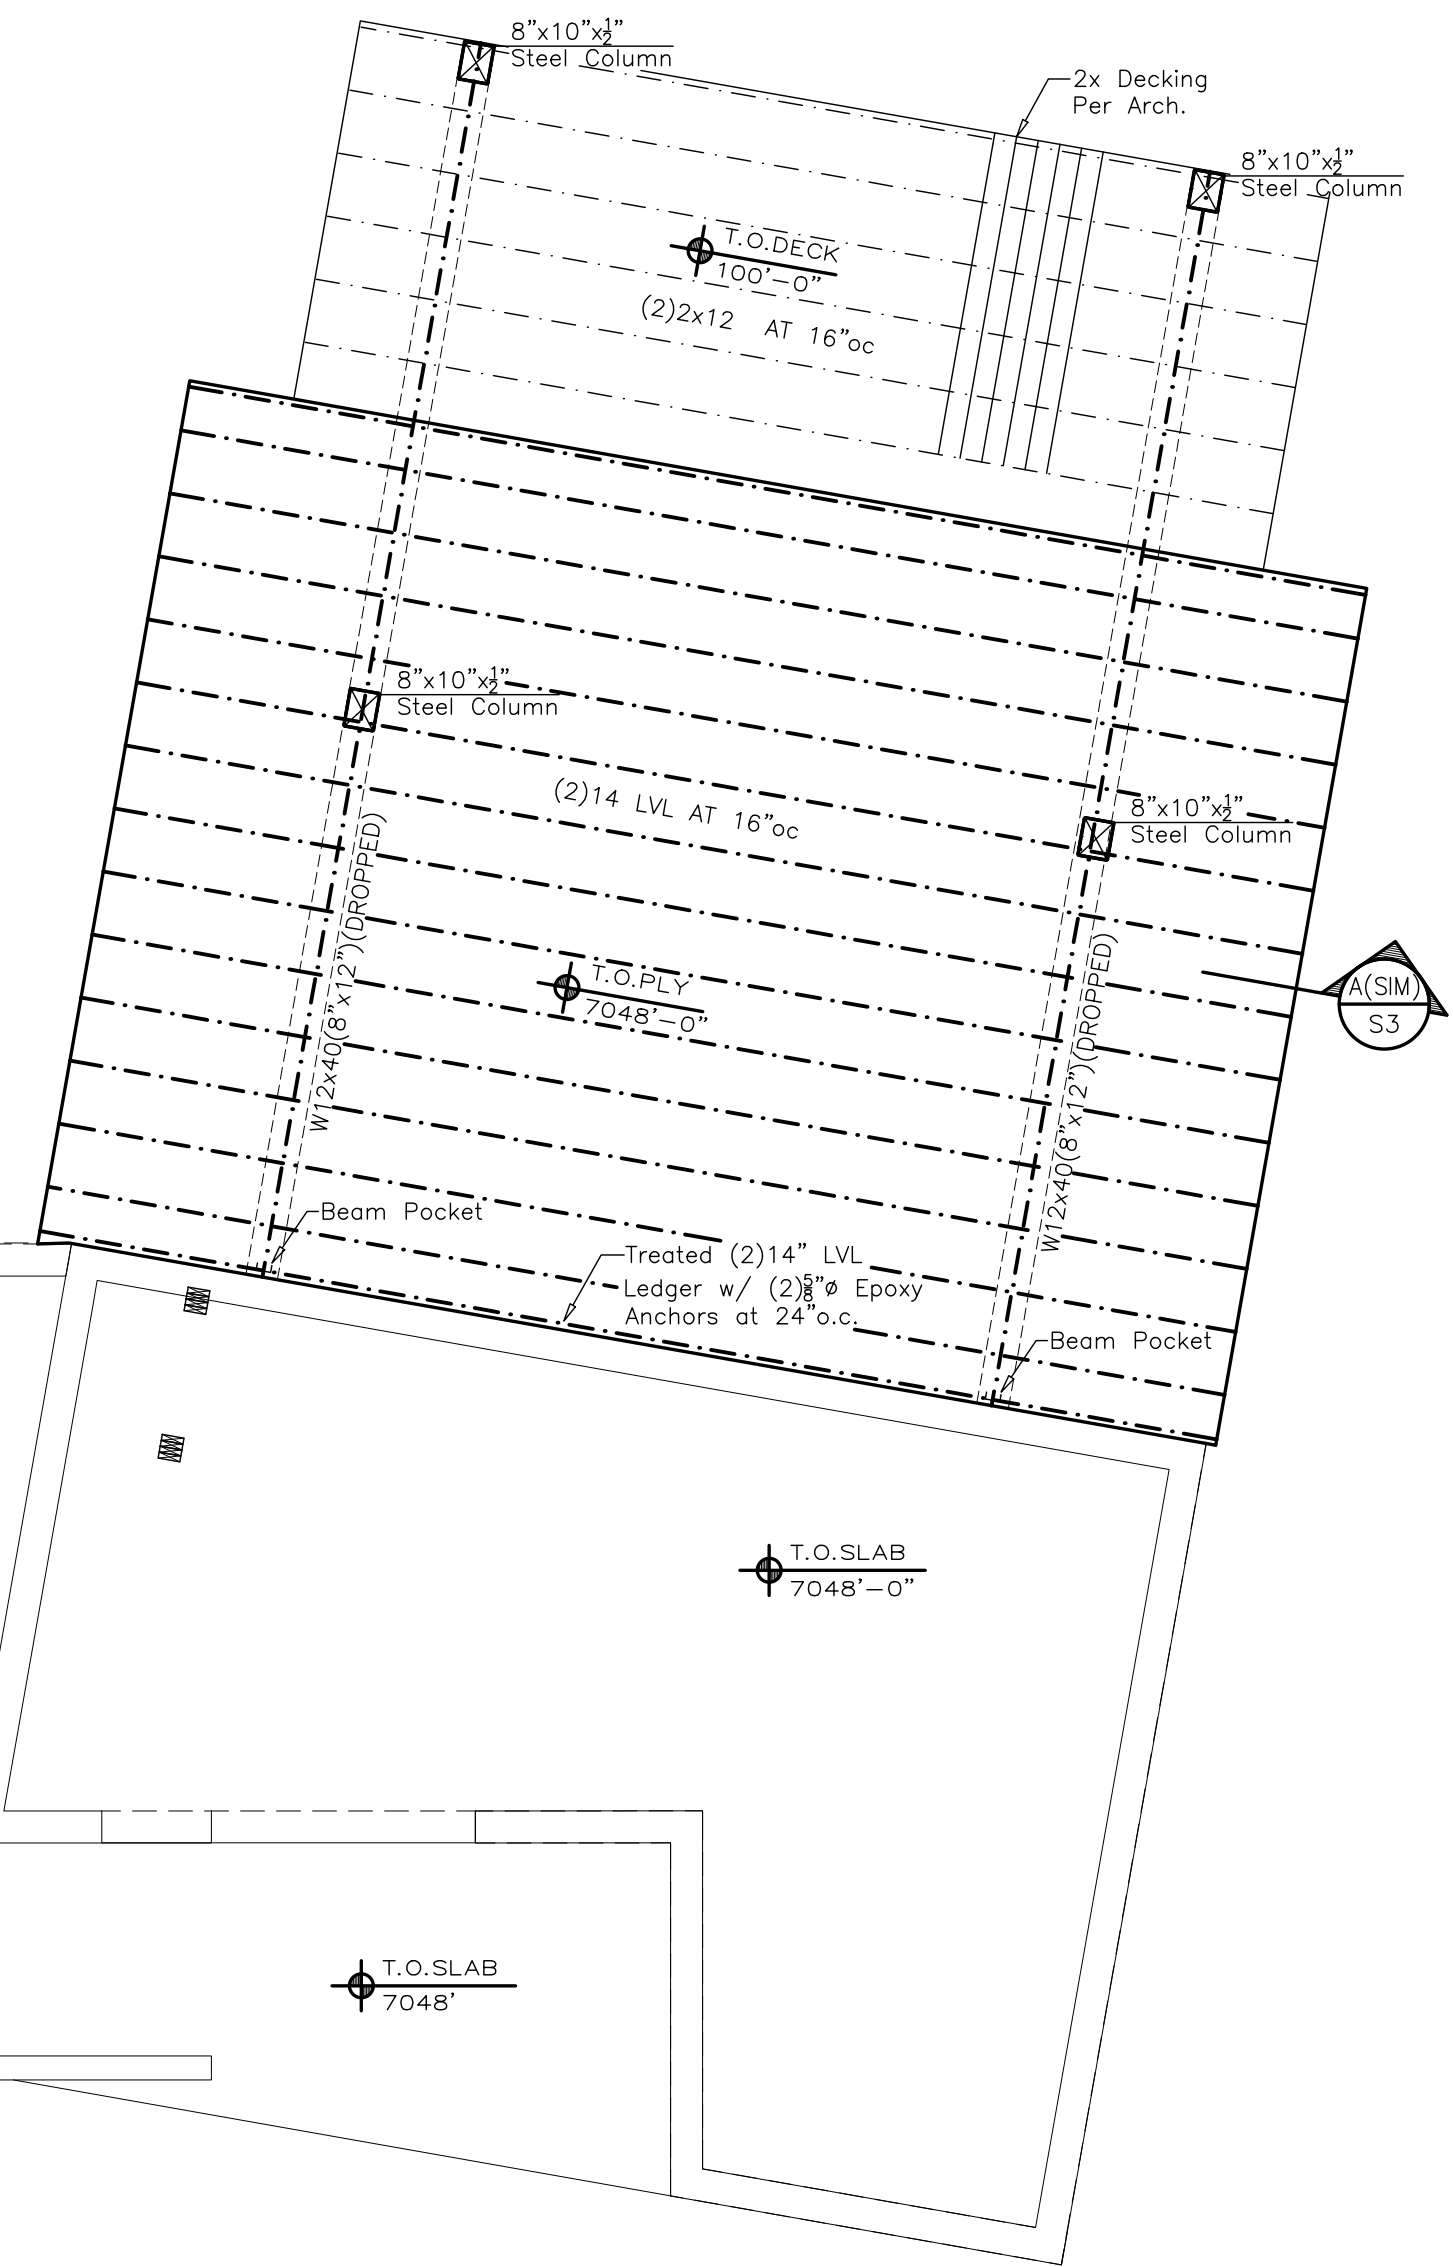 8"x10"x½"
Steel Column
2x Decking
Per Arch.
8"x10"x½"
Steel Column
T.O.DECK
100'-0"
(2)2x12 AT 16"oc
8"x10"x½"
Steel Column
(2)14 LVL AT 16"oc
8"x10"x½"
Steel Column
W12x40(8"x12")(DROPPED)
W12x40(8"x12")(DROPPED)
T.O.PLY
7048'-0"
A(SIM)
S3
Beam Pocket
Treated (2)14" LVL
Ledger w/ (2)⅝"ø Epoxy
Anchors at 24"o.c.
Beam Pocket
T.O.SLAB
7048'-0"
T.O.SLAB
7048'